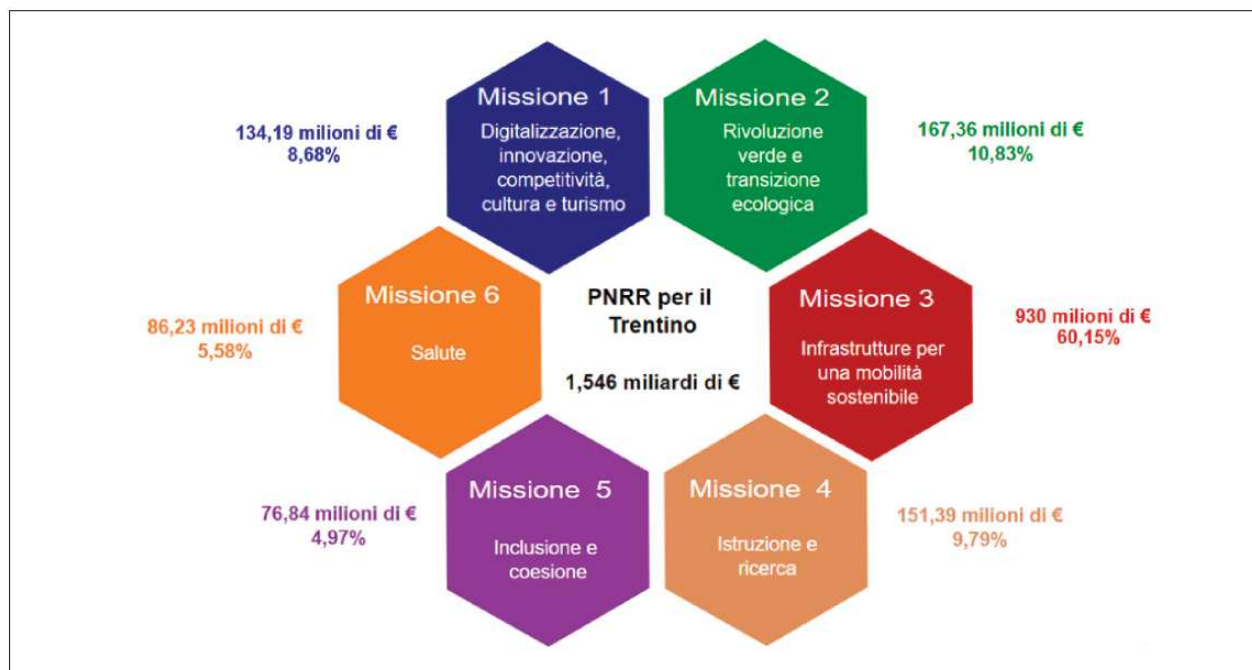 Missione 1
Digitalizzazione,
innovazione,
competitività,
cultura e turismo
134,19 milioni di €
8,68%
Missione 2
Rivoluzione
verde e
transizione
ecologica
167,36 milioni di €
10,83%
Missione 6
Salute
86,23 milioni di €
5,58%
PNRR per il
Trentino
1,546 miliardi di €
Missione 3
Infrastrutture per
una mobilità
sostenibile
930 milioni di €
60,15%
Missione 5
Inclusione e
coesione
76,84 milioni di €
4,97%
Missione 4
Istruzione e
ricerca
151,39 milioni di €
9,79%